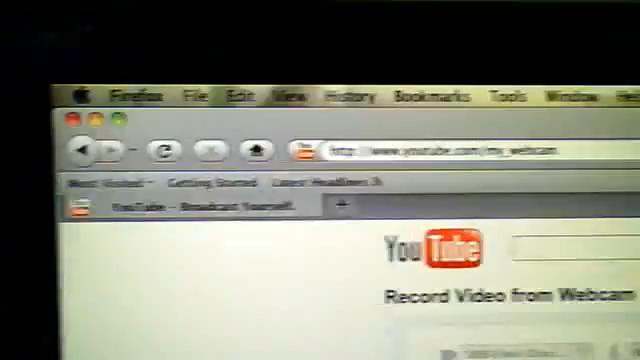 Firefox File Edit View History Bookmarks Tools Window Help
http://www.youtube.com/my_webcam
Most Visited Getting Started Latest Headlines
YouTube - Broadcast Yourself.
YouTube
Record Video from Webcam